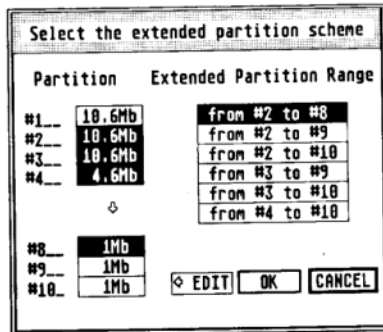 Select the extended partition scheme
Partition Extended Partition Range
#1__ 10.6Mb from #2 to #8
#2__ 10.6Mb from #2 to #9
#3__ 10.6Mb from #2 to #10
#4__ 4.6Mb from #3 to #9
from #3 to #10
from #4 to #10
#8__ 1Mb
#9__ 1Mb
#10_ 1Mb
EDIT OK CANCEL